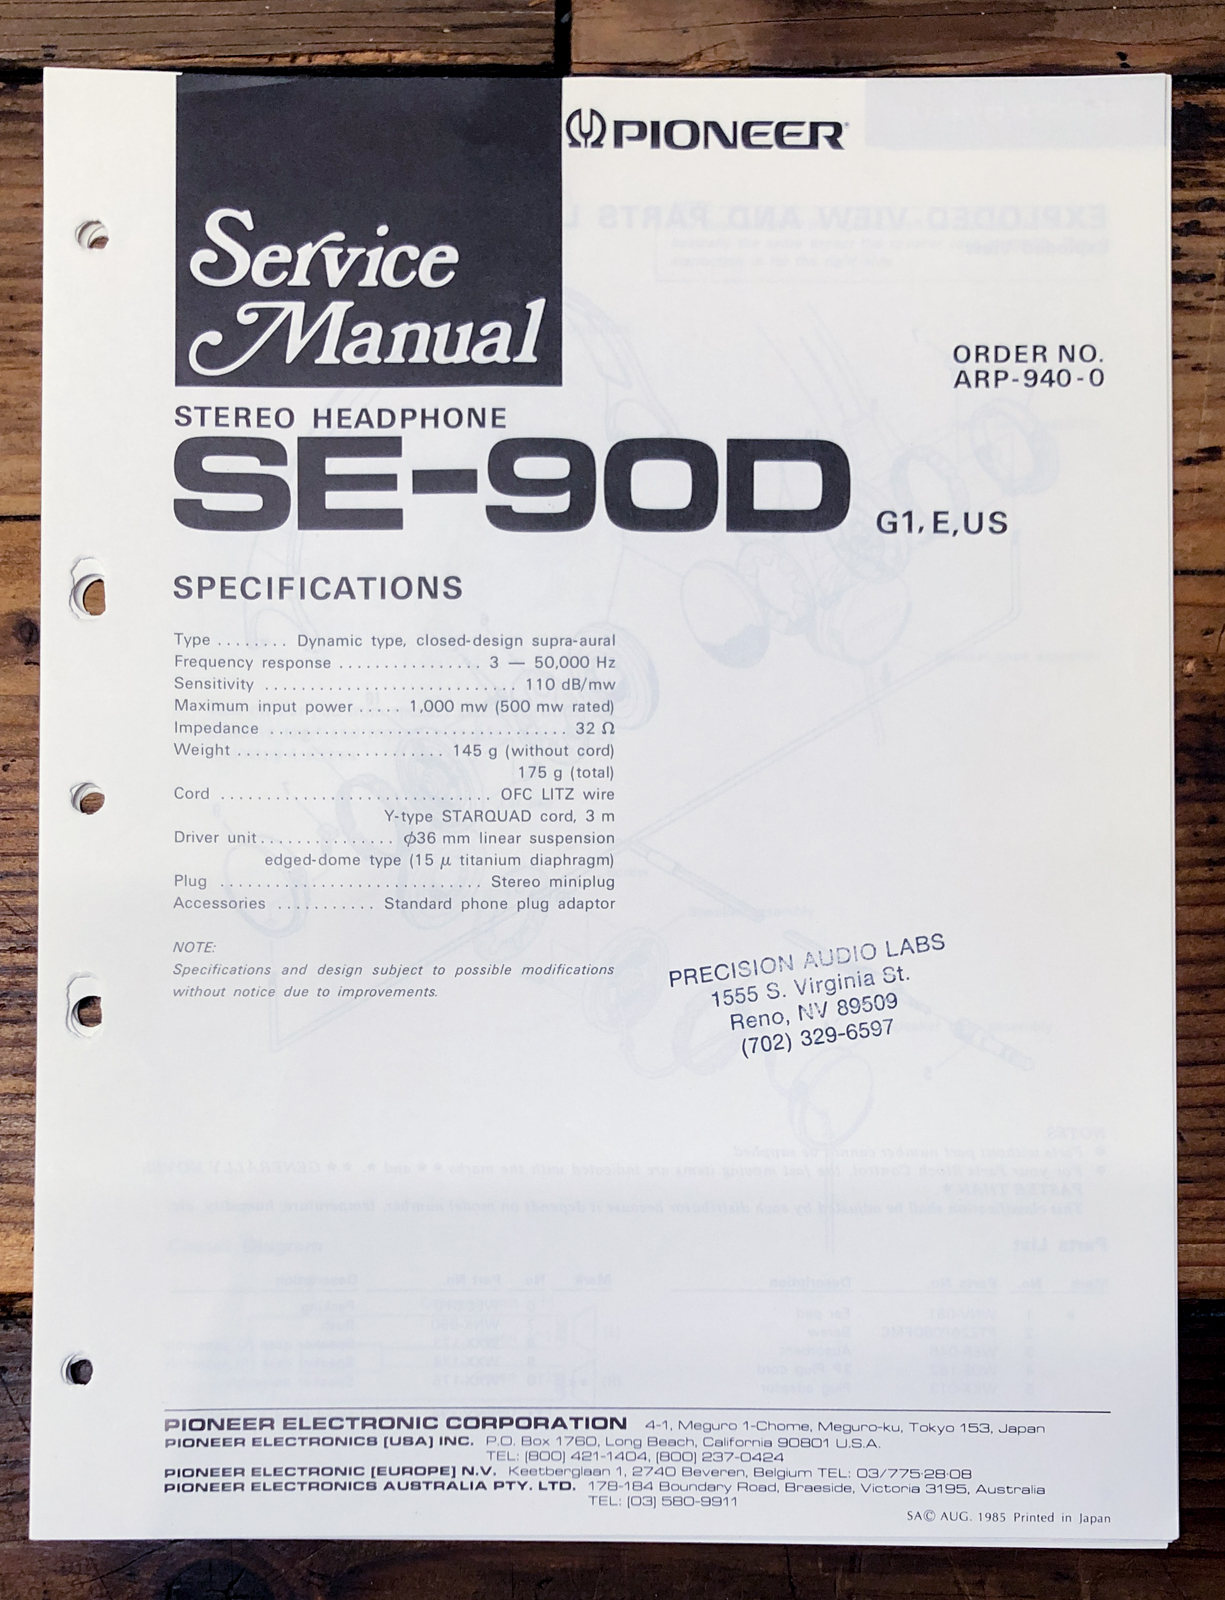 PIONEER
Service
Manual
ORDER NO.
ARP-940-0
STEREO HEADPHONE
SE-90D G1, E, US
SPECIFICATIONS
Type ........ Dynamic type, closed-design supra-aural
Frequency response ................ 3 — 50,000 Hz
Sensitivity ............................ 110 dB/mw
Maximum input power ..... 1,000 mw (500 mw rated)
Impedance ................................. 32 Ω
Weight ....................... 145 g (without cord)
175 g (total)
Cord .............................. OFC LITZ wire
Y-type STARQUAD cord, 3 m
Driver unit ............... φ36 mm linear suspension
edged-dome type (15 μ titanium diaphragm)
Plug ............................. Stereo miniplug
Accessories ........... Standard phone plug adaptor
NOTE:
Specifications and design subject to possible modifications
without notice due to improvements.
PRECISION AUDIO LABS
1555 S. Virginia St.
Reno, NV 89509
(702) 329-6597
PIONEER ELECTRONIC CORPORATION 4-1, Meguro 1-Chome, Meguro-ku, Tokyo 153, Japan
PIONEER ELECTRONICS [USA] INC. P.O. Box 1760, Long Beach, California 90801 U.S.A.
TEL: [800] 421-1404, [800] 237-0424
PIONEER ELECTRONIC [EUROPE] N.V. Keetberglaan 1, 2740 Beveren, Belgium TEL: 03/775·28·08
PIONEER ELECTRONICS AUSTRALIA PTY. LTD. 178-184 Boundary Road, Braeside, Victoria 3195, Australia
TEL: [03] 580-9911
SA© AUG. 1985 Printed in Japan